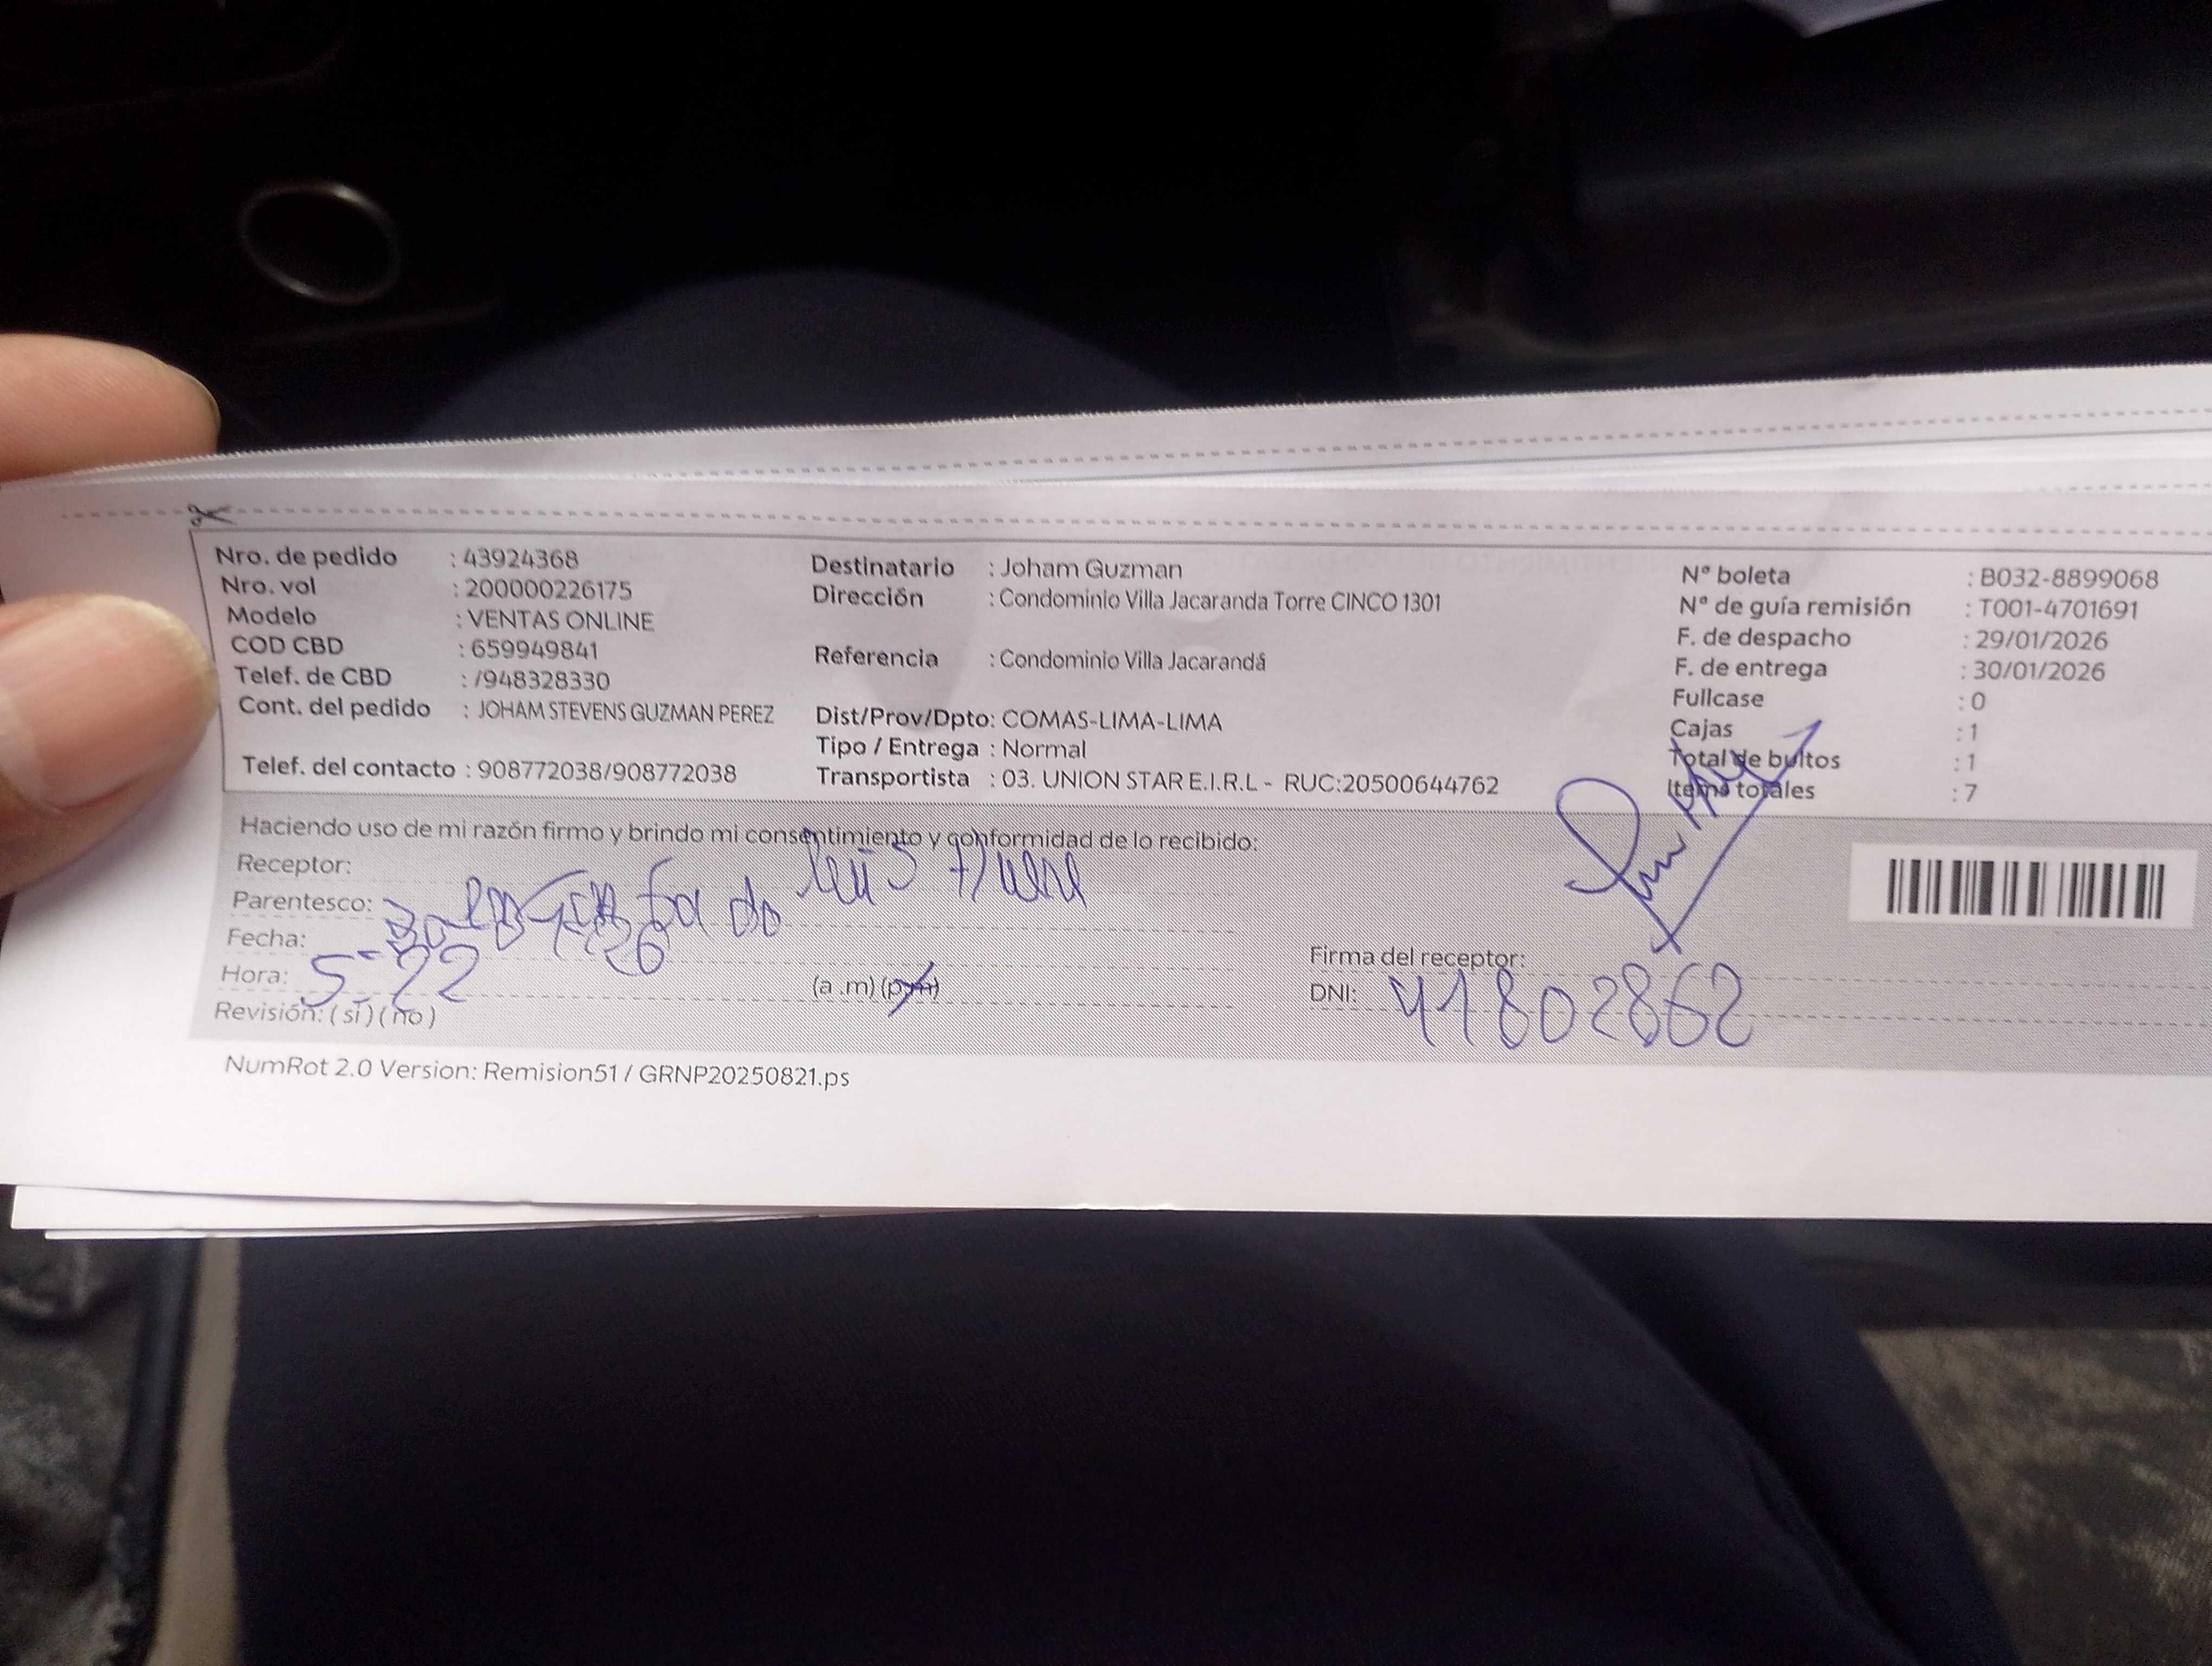 Nro. de pedido : 43924368
Nro. vol : 200000226175
Modelo : VENTAS ONLINE
COD CBD : 659949841
Telef. de CBD : /948328330
Cont. del pedido : JOHAM STEVENS GUZMAN PEREZ
Telef. del contacto : 908772038/908772038
Destinatario : Joham Guzman
Dirección : Condominio Villa Jacaranda Torre CINCO 1301
Referencia : Condominio Villa Jacarandá
Dist/Prov/Dpto: COMAS-LIMA-LIMA
Tipo / Entrega : Normal
Transportista : 03. UNION STAR E.I.R.L - RUC:20500644762
Nª boleta : B032-8899068
Nª de guía remisión : T001-4701691
F. de despacho : 29/01/2026
F. de entrega : 30/01/2026
Fullcase : 0
Cajas : 1
Total de bultos : 1
Items totales : 7
Haciendo uso de mi razón firmo y brindo mi consentimiento y conformidad de lo recibido:
Receptor:
Parentesco:
Fecha:
Hora: 5-22 (a .m) (p.m)
Revisión: ( sí ) ( no )
Firma del receptor:
DNI: 41802862
NumRot 2.0 Version: Remision51 / GRNP20250821.ps